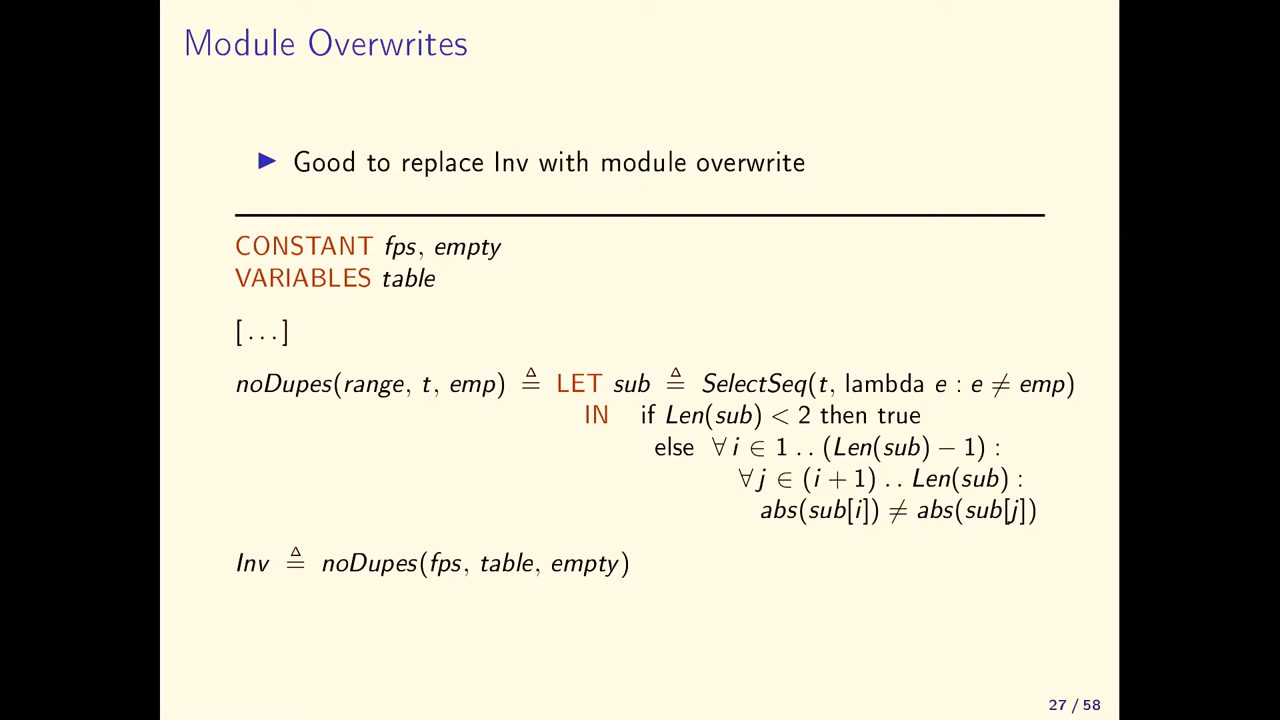 Module Overwrites
▶ Good to replace Inv with module overwrite
CONSTANT fps, empty
VARIABLES table
[...]
noDupes(range, t, emp) ≜ LET sub ≜ SelectSeq(t, lambda e : e ≠ emp)
IN if Len(sub) < 2 then true
else ∀ i ∈ 1 .. (Len(sub) − 1) :
∀ j ∈ (i + 1) .. Len(sub) :
abs(sub[i]) ≠ abs(sub[j])
Inv ≜ noDupes(fps, table, empty)
27 / 58